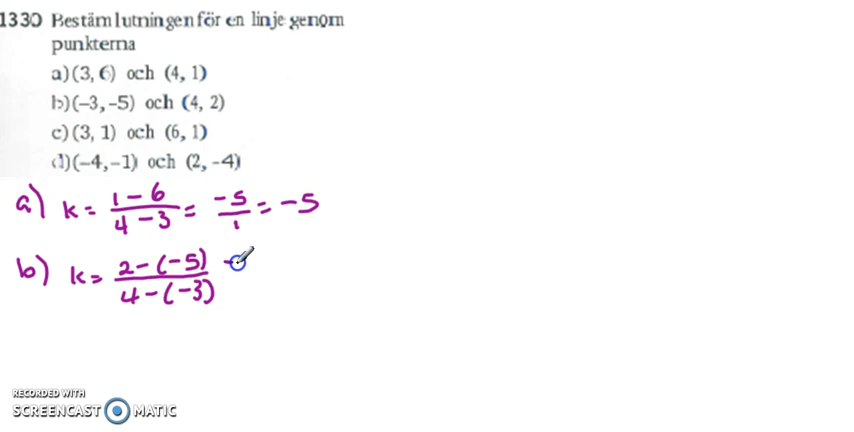 1330 Bestäm lutningen för en linje genom
punkterna
a) (3, 6) och (4, 1)
b) (−3, −5) och (4, 2)
c) (3, 1) och (6, 1)
d) (−4, −1) och (2, −4)
a) k = (1 − 6)/(4 − 3) = −5/1 = −5
b) k = (2 − (−5))/(4 − (−3))
RECORDED WITH
SCREENCAST MATIC